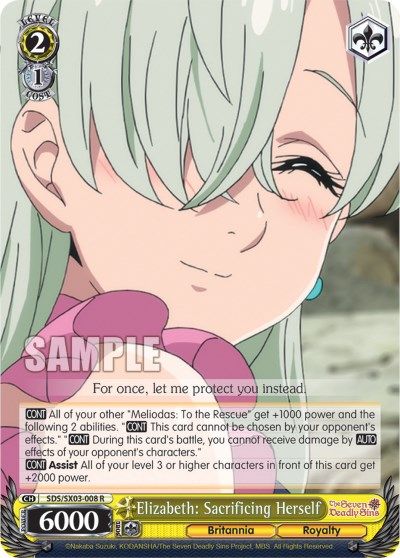 LEVEL
2
1
COST
SAMPLE
For once, let me protect you instead.
CONT All of your other "Meliodas: To the Rescue" get +1000 power and the
following 2 abilities. "CONT This card cannot be chosen by your opponent's
effects." "CONT During this card's battle, you cannot receive damage by AUTO
effects of your opponent's characters."
CONT Assist All of your level 3 or higher characters in front of this card get
+2000 power.
CH SDS/SX03-008 R
Elizabeth: Sacrificing Herself
The Seven Deadly Sins
POWER 6000
SOUL
Britannia Royalty
©Nakaba Suzuki, KODANSHA/The Seven Deadly Sins Project, MBS. All Rights Reserved.